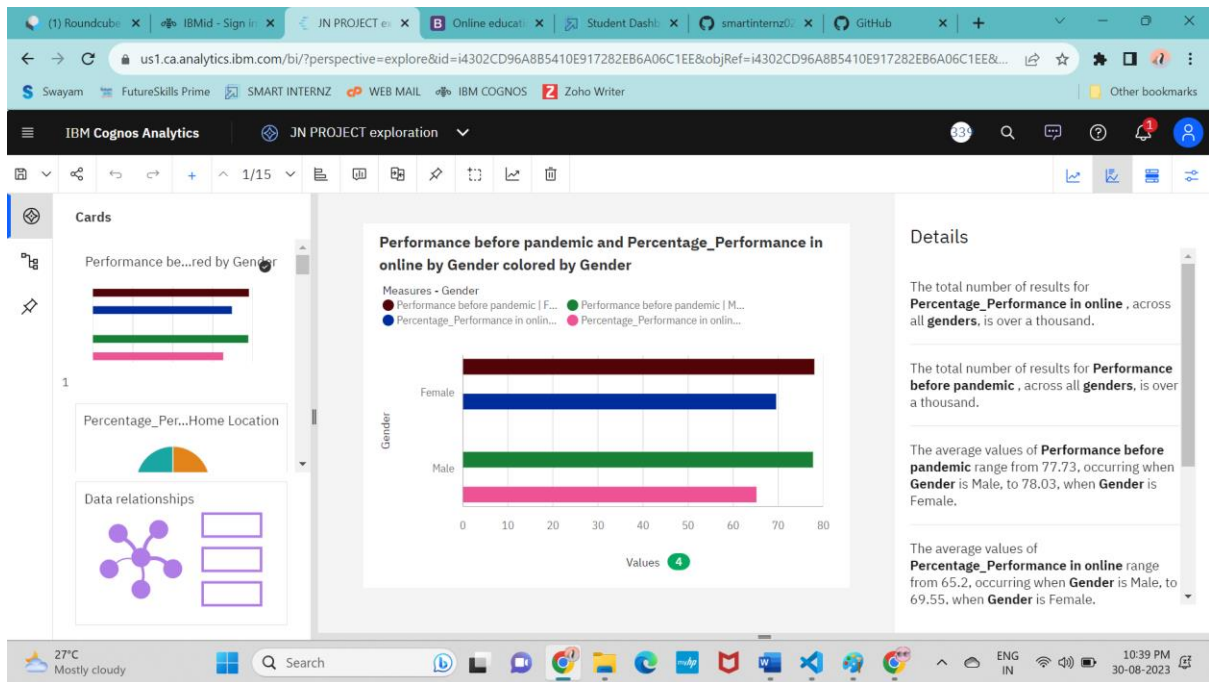 (1) Roundcube
IBMid - Sign in
JN PROJECT ex
Online educati
Student Dashb
smartinternz02
GitHub
us1.ca.analytics.ibm.com/bi/?perspective=explore&id=i4302CD96A8B5410E917282EB6A06C1EE&objRef=i4302CD96A8B5410E917282EB6A06C1EE&...
Swayam FutureSkills Prime SMART INTERNZ WEB MAIL IBM COGNOS Zoho Writer Other bookmarks
IBM Cognos Analytics JN PROJECT exploration 339 1
1/15
Cards
Performance be...red by Gender
1
Percentage_Per...Home Location
Data relationships
Performance before pandemic and Percentage_Performance in
online by Gender colored by Gender
Measures - Gender
Performance before pandemic | F... Performance before pandemic | M...
Percentage_Performance in onlin... Percentage_Performance in onlin...
Gender
Female
Male
0 10 20 30 40 50 60 70 80
Values 4
Details
The total number of results for
Percentage_Performance in online , across
all genders, is over a thousand.
The total number of results for Performance
before pandemic , across all genders, is over
a thousand.
The average values of Performance before
pandemic range from 77.73, occurring when
Gender is Male, to 78.03, when Gender is
Female.
The average values of
Percentage_Performance in online range
from 65.2, occurring when Gender is Male, to
69.55, when Gender is Female.
27°C
Mostly cloudy
Search
ENG
IN
10:39 PM
30-08-2023